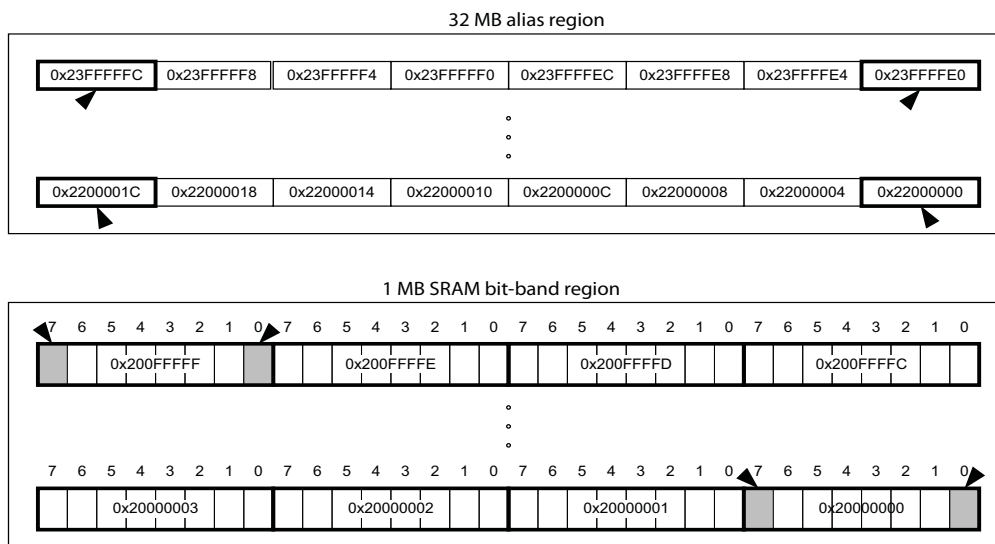 32 MB alias region
0x23FFFFFC 0x23FFFFF8 0x23FFFFF4 0x23FFFFF0 0x23FFFFEC 0x23FFFFE8 0x23FFFFE4 0x23FFFFE0
0x2200001C 0x22000018 0x22000014 0x22000010 0x2200000C 0x22000008 0x22000004 0x22000000
1 MB SRAM bit-band region
7 6 5 4 3 2 1 0 7 6 5 4 3 2 1 0 7 6 5 4 3 2 1 0 7 6 5 4 3 2 1 0
0x200FFFFF 0x200FFFFE 0x200FFFFD 0x200FFFFC
7 6 5 4 3 2 1 0 7 6 5 4 3 2 1 0 7 6 5 4 3 2 1 0 7 6 5 4 3 2 1 0
0x20000003 0x20000002 0x20000001 0x20000000